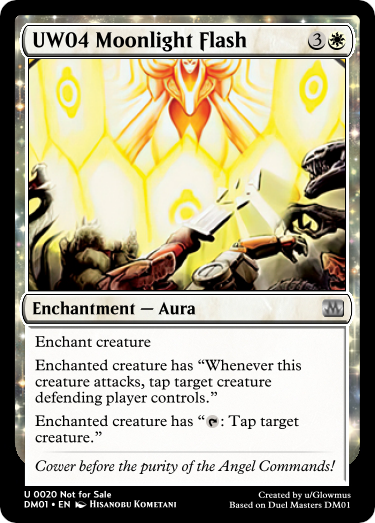 UW04 Moonlight Flash 3
Enchantment — Aura
Enchant creature
Enchanted creature has “Whenever this
creature attacks, tap target creature
defending player controls.”
Enchanted creature has “: Tap target
creature.”
Cower before the purity of the Angel Commands!
U 0020 Not for Sale
DM01 • EN HISANOBU KOMETANI
Created by u/Glowmus
Based on Duel Masters DM01